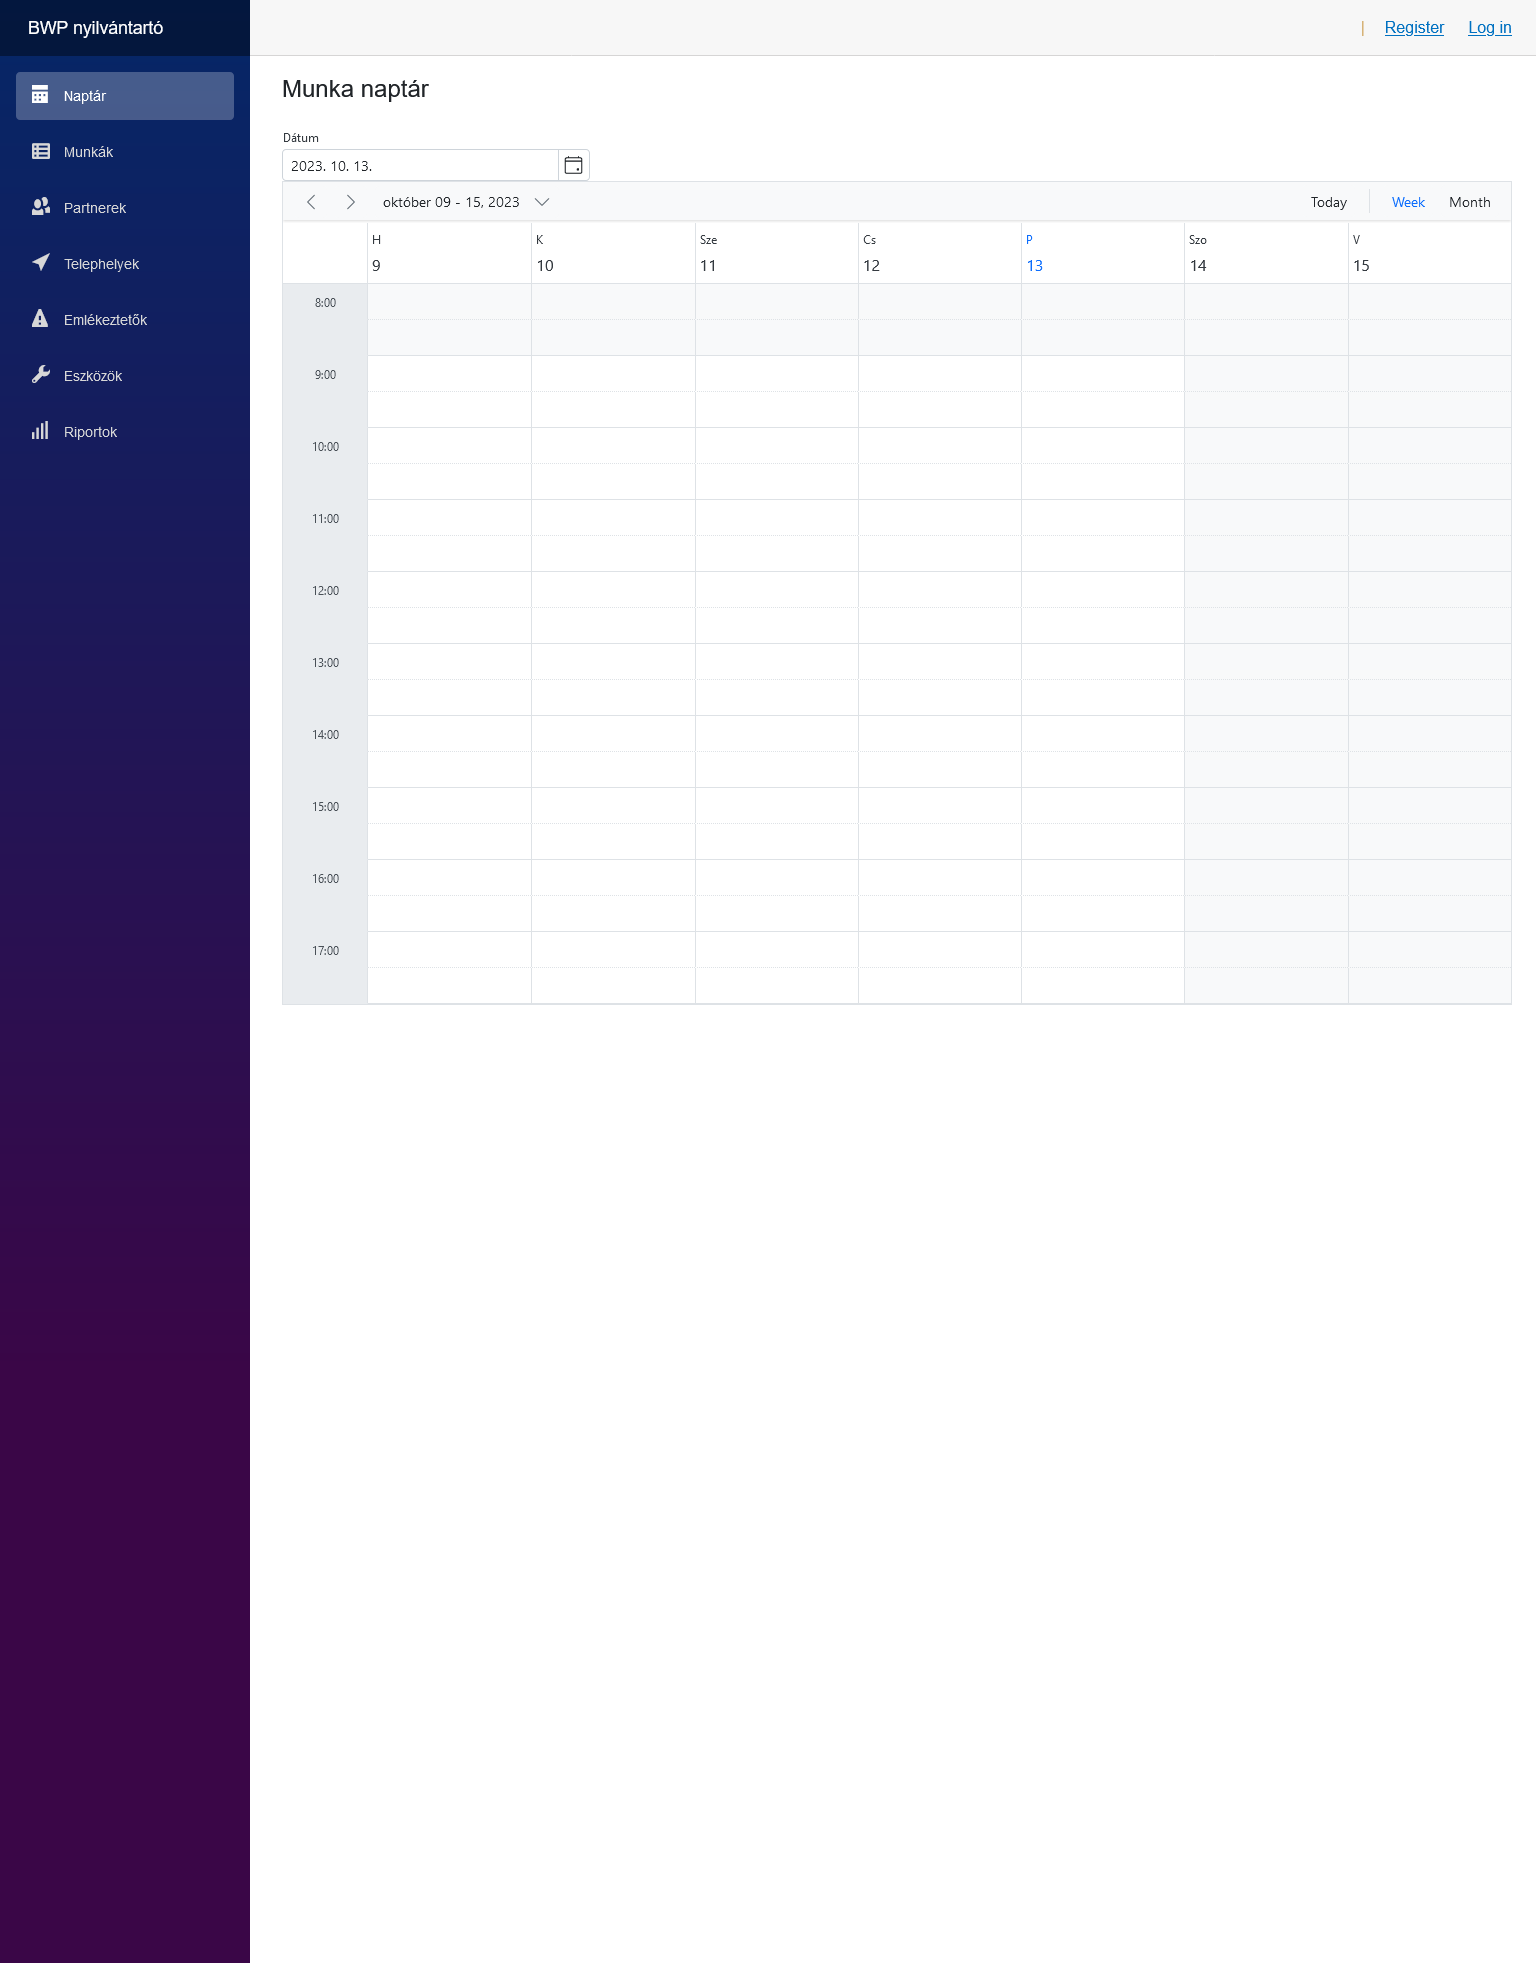 BWP nyilvántartó
| Register Log in
Naptár
Munkák
Partnerek
Telephelyek
Emlékeztetők
Eszközök
Riportok
Munka naptár
Dátum
2023. 10. 13.
október 09 - 15, 2023
Today Week Month
H K Sze Cs P Szo V
9 10 11 12 13 14 15
8:00
9:00
10:00
11:00
12:00
13:00
14:00
15:00
16:00
17:00